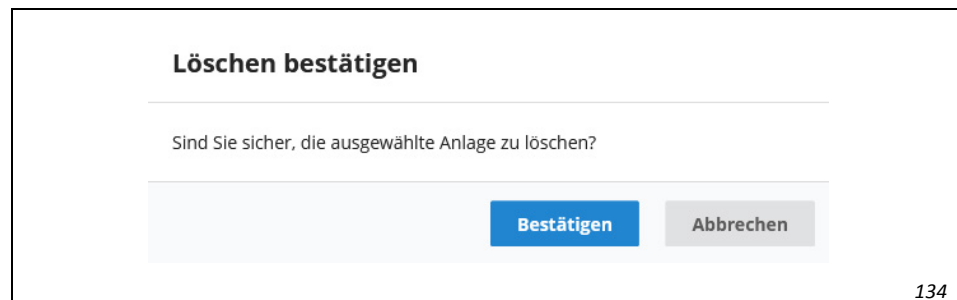 Löschen bestätigen
Sind Sie sicher, die ausgewählte Anlage zu löschen?
Bestätigen Abbrechen
134